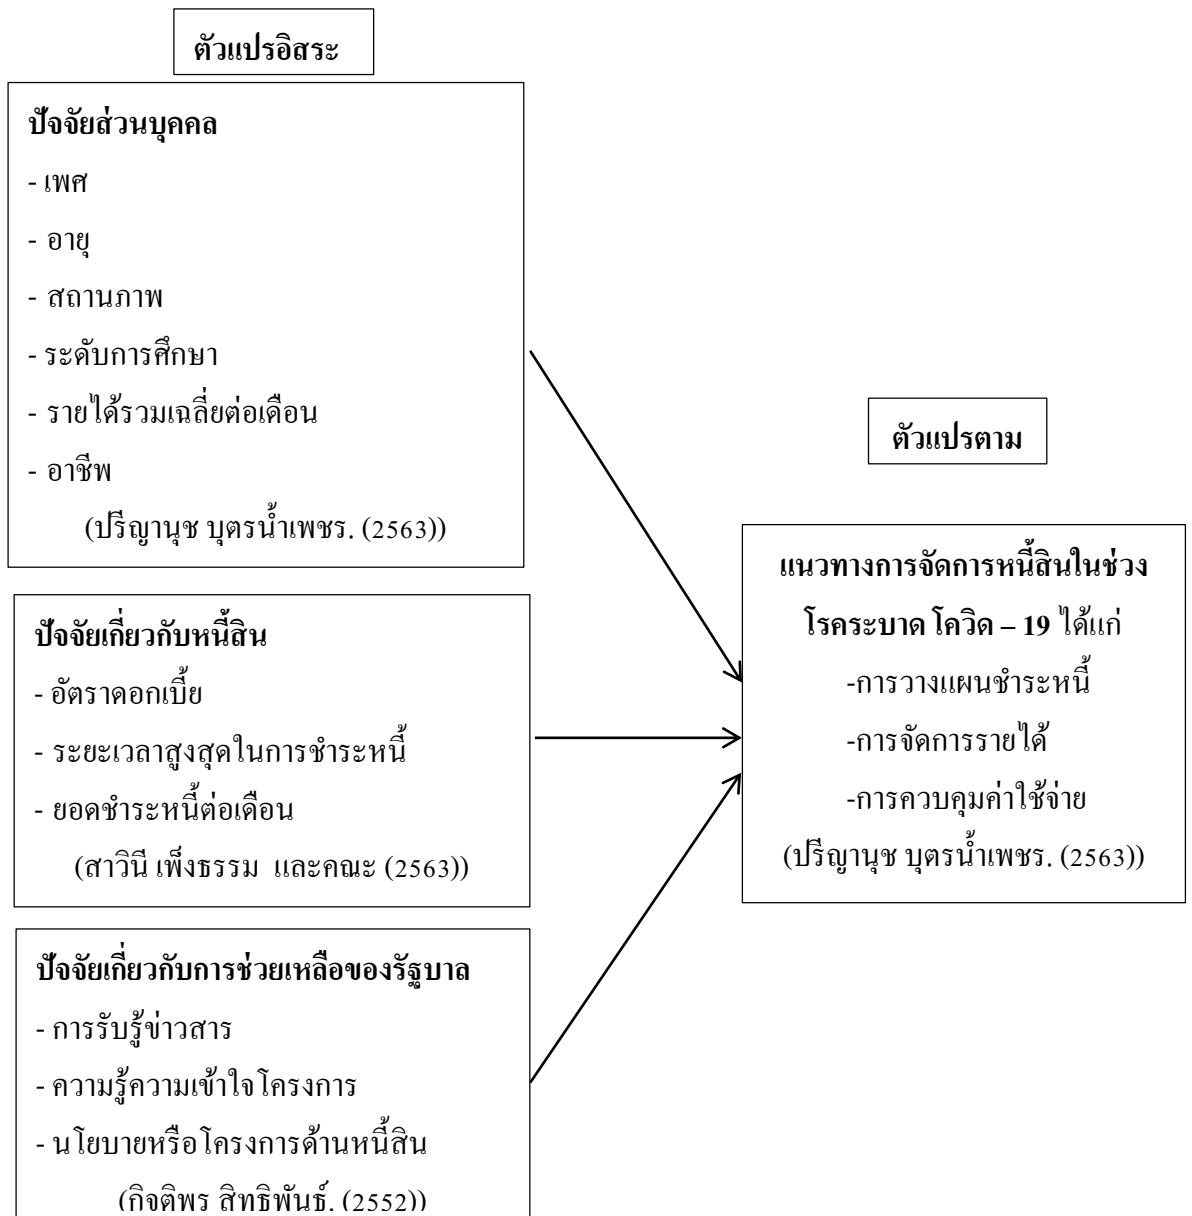 ตัวแปรอิสระ
ปัจจัยส่วนบุคคล
- เพศ
- อายุ
- สถานภาพ
- ระดับการศึกษา
- รายได้รวมเฉลี่ยต่อเดือน
- อาชีพ
(ปรีญานุช บุตรน้ำเพชร. (2563))
ปัจจัยเกี่ยวกับหนี้สิน
- อัตราดอกเบี้ย
- ระยะเวลาสูงสุดในการชำระหนี้
- ยอดชำระหนี้ต่อเดือน
(สาวินี เพ็งธรรม และคณะ (2563))
ปัจจัยเกี่ยวกับการช่วยเหลือของรัฐบาล
- การรับรู้ข่าวสาร
- ความรู้ความเข้าใจโครงการ
- นโยบายหรือโครงการด้านหนี้สิน
(กิจติพร สิทธิพันธ์. (2552))
ตัวแปรตาม
แนวทางการจัดการหนี้สินในช่วง
โรคระบาด โควิด – 19 ได้แก่
-การวางแผนชำระหนี้
-การจัดการรายได้
-การควบคุมค่าใช้จ่าย
(ปรีญานุช บุตรน้ำเพชร. (2563))